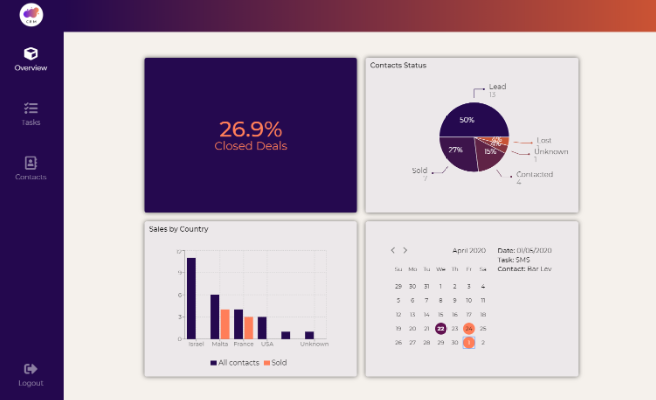 CRM
Overview
Tasks
Contacts
Logout
26.9%
Closed Deals
Contacts Status
Lead
13
50%
27%
15%
Lost
Unknown
1
Sold
7
Contacted
4
Sales by Country
12
9
6
3
0
Israel Malta France USA Unknown
All contacts Sold
April 2020
Su Mo Tu We Th Fr Sa
29 30 31 1 2 3 4
5 6 7 8 9 10 11
12 13 14 15 16 17 18
19 20 21 22 23 24 25
26 27 28 29 30 1 2
Date: 01/05/2020
Task: SMS
Contact: Bar Lev